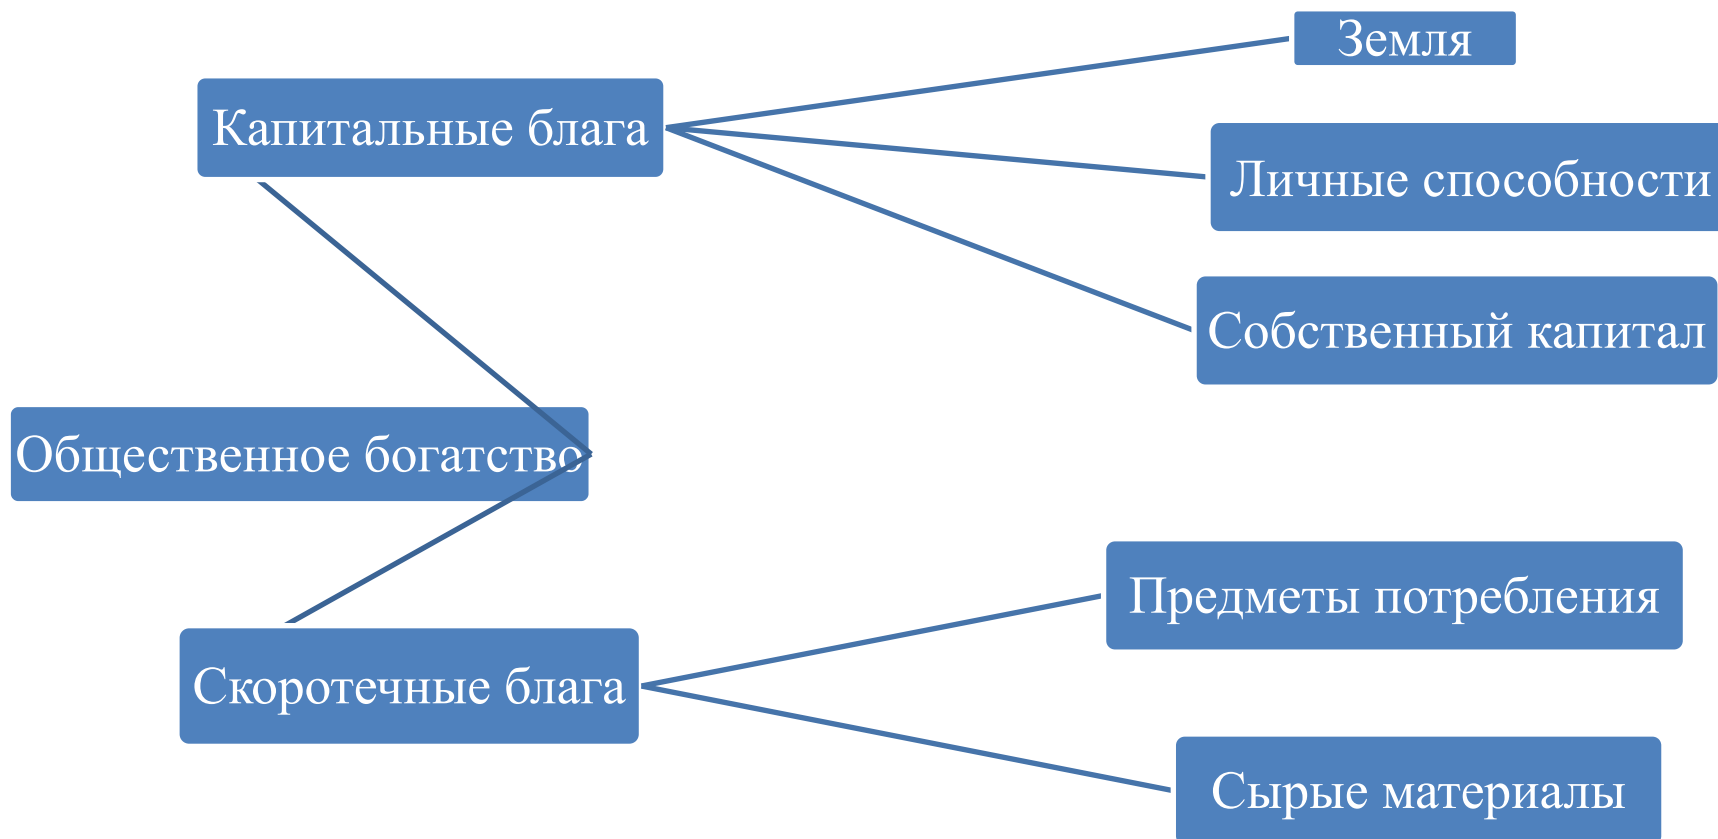 Земля
Капитальные блага
Личные способности
Собственный капитал
Общественное богатство
Предметы потребления
Скоротечные блага
Сырые материалы